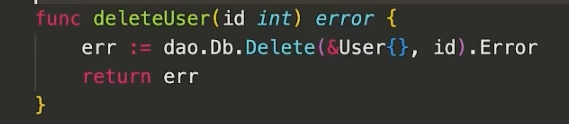 func deleteUser(id int) error {
    err := dao.Db.Delete(&User{}, id).Error
    return err
}